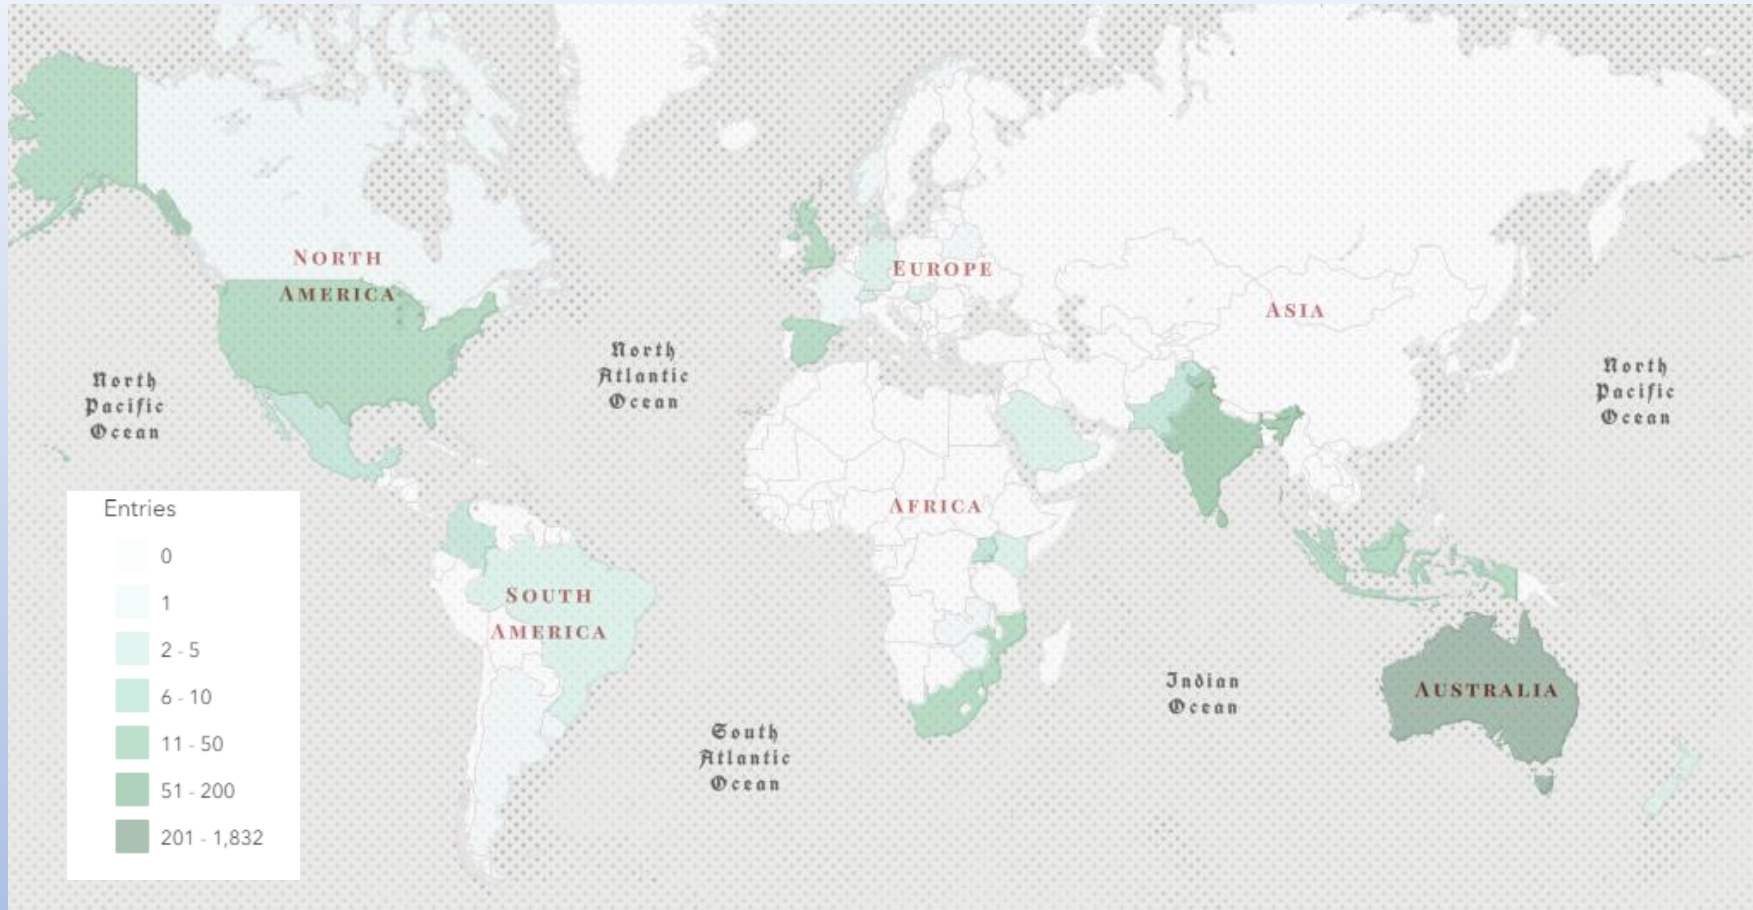 North
America
Europe
Asia
North
Atlantic
Ocean
North
Pacific
Ocean
North
Pacific
Ocean
Africa
South
America
Indian
Ocean
Australia
South
Atlantic
Ocean
Entries
0
1
2 - 5
6 - 10
11 - 50
51 - 200
201 - 1,832